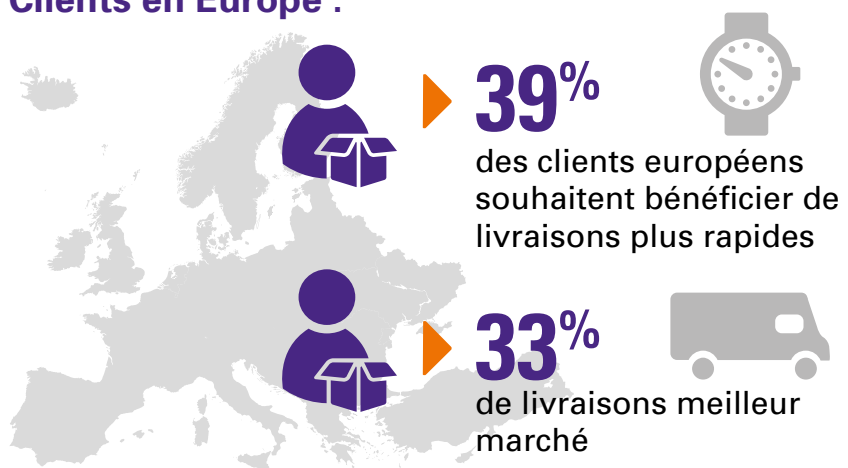 Clients en Europe :
39%
des clients européens
souhaitent bénéficier de
livraisons plus rapides
33%
de livraisons meilleur
marché